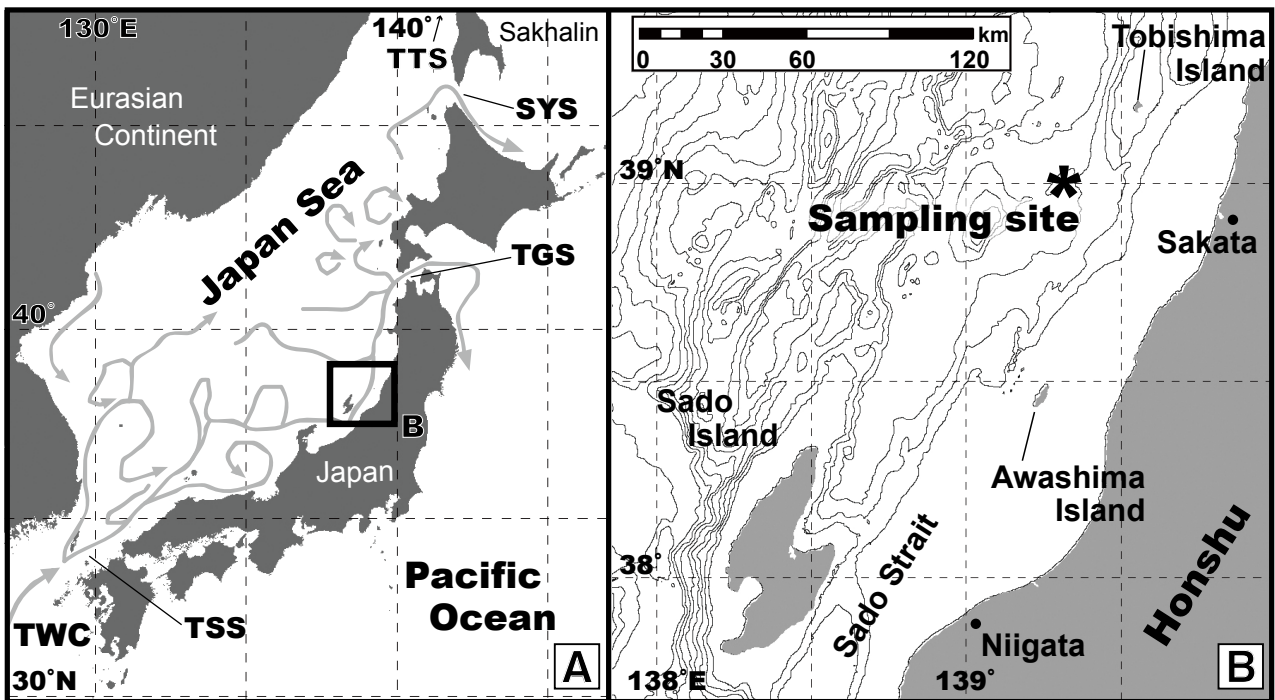 130˚E
140˚
TTS
Sakhalin
Eurasian
Continent
SYS
Japan Sea
TGS
40˚
B
Japan
Pacific
Ocean
TWC
TSS
30˚N
A
km
0 30 60 120
Tobishima
Island
39˚N
*
Sampling site
Sakata
Sado
Island
Awashima
Island
38˚
Sado Strait
Honshu
Niigata
138˚E
139˚
B